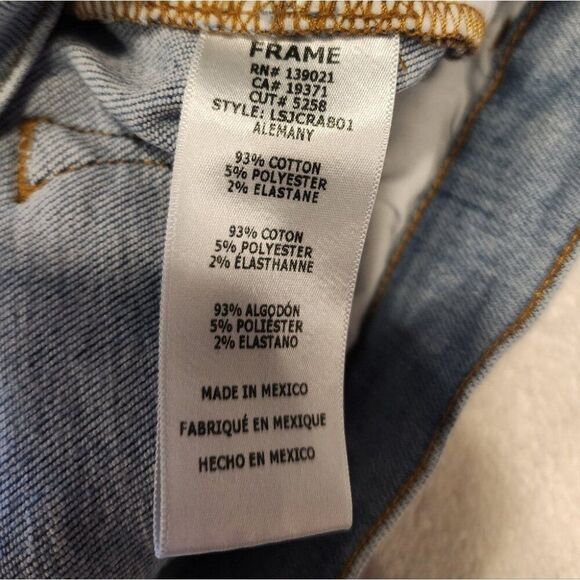 FRAME
RN# 139021
CA# 19371
CUT# 5258
STYLE: LSJCRAB01
ALEMANY
93% COTTON
5% POLYESTER
2% ELASTANE
93% COTON
5% POLYESTER
2% ÉLASTHANNE
93% ALGODÓN
5% POLIÉSTER
2% ELASTANO
MADE IN MEXICO
FABRIQUÉ EN MEXIQUE
HECHO EN MEXICO